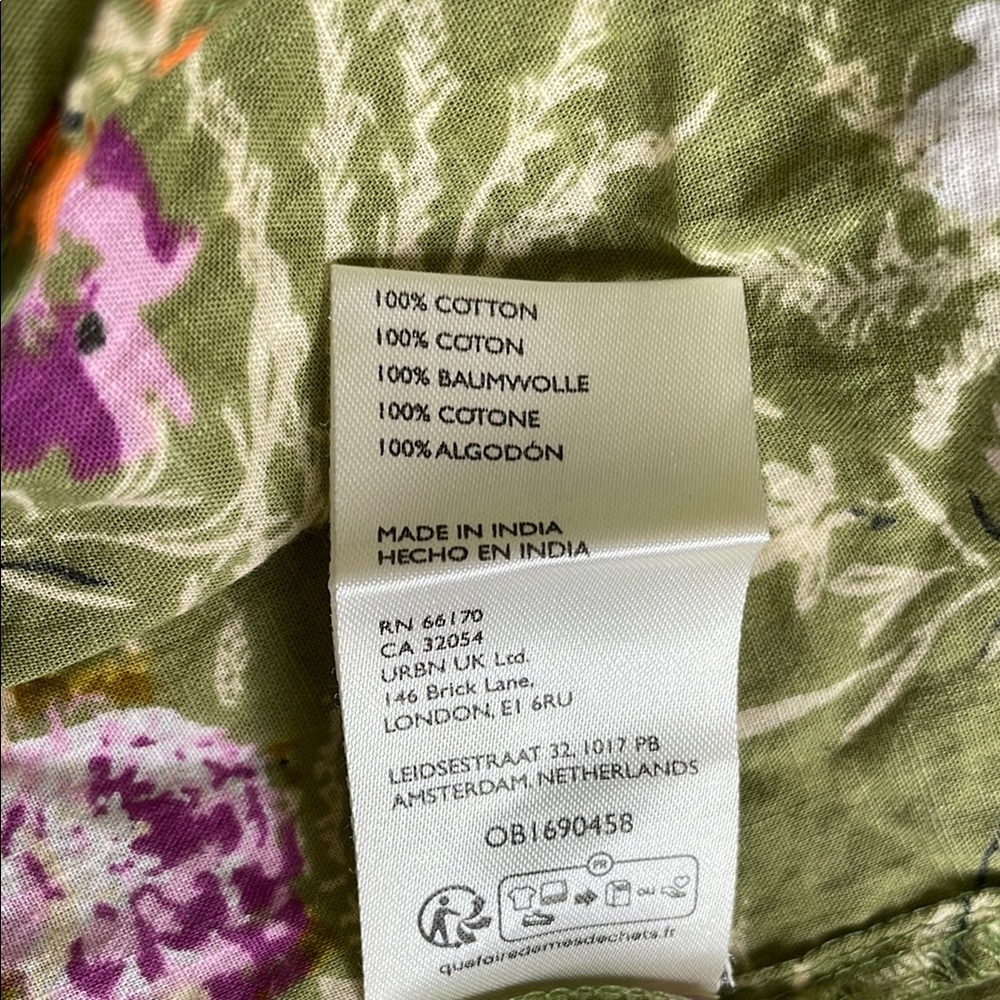 100% COTTON
100% COTON
100% BAUMWOLLE
100% COTONE
100% ALGODÓN
MADE IN INDIA
HECHO EN INDIA
RN 66170
CA 32054
URBN UK Ltd.
146 Brick Lane,
LONDON, E1 6RU
LEIDSESTRAAT 32, 1017 PB
AMSTERDAM, NETHERLANDS
OB1690458
FR
OU
quefairedemesdechets.fr